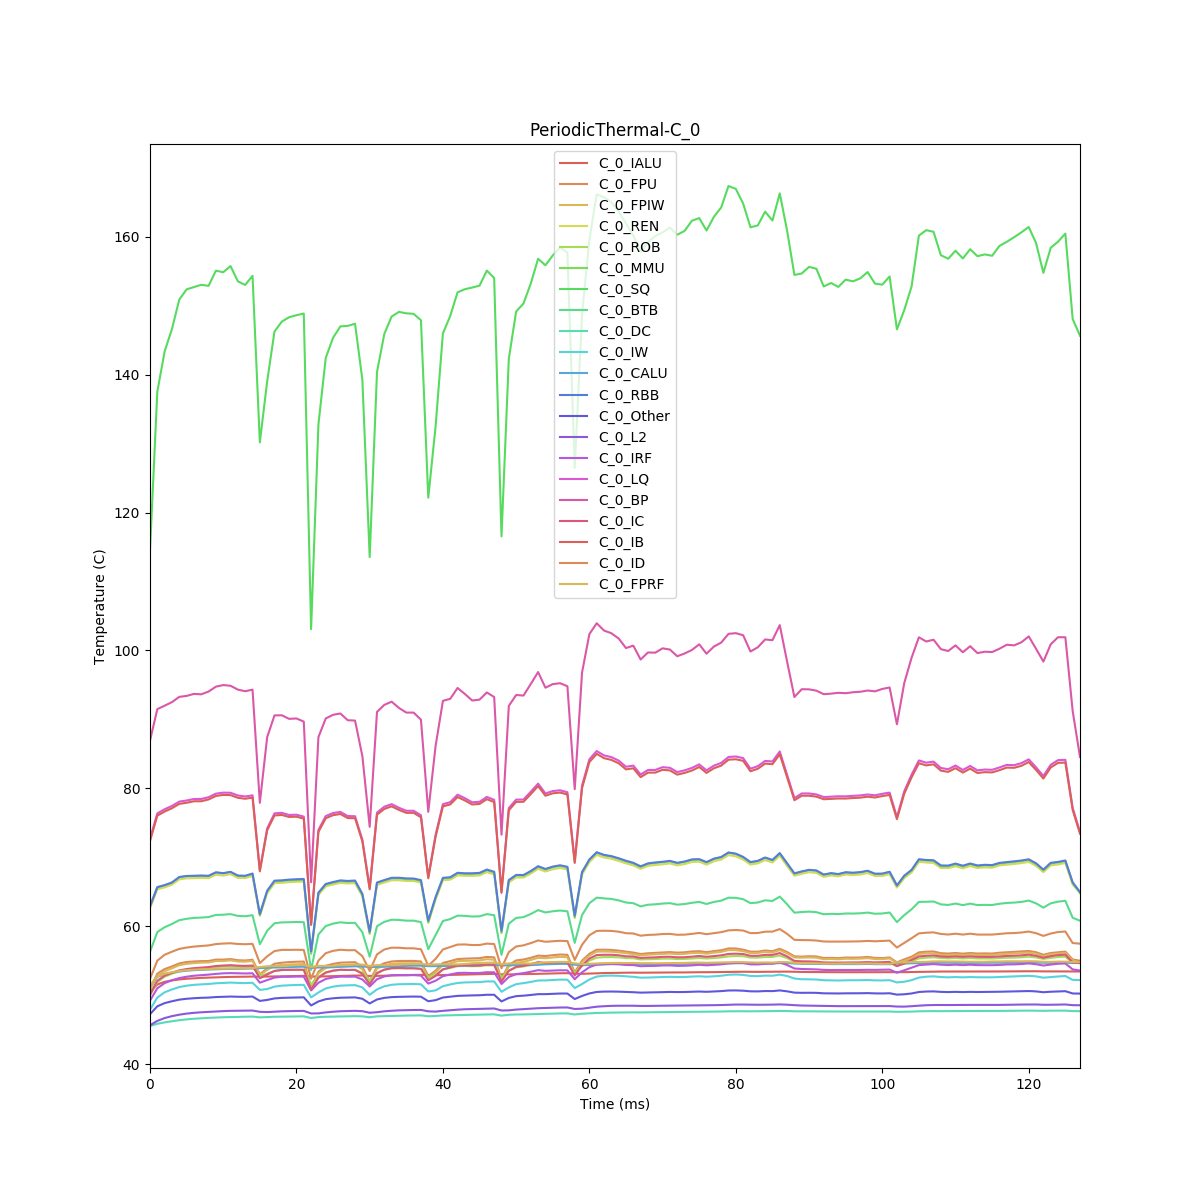 PeriodicThermal-C_0
C_0_IALU
C_0_FPU
C_0_FPIW
C_0_REN
C_0_ROB
C_0_MMU
C_0_SQ
C_0_BTB
C_0_DC
C_0_IW
C_0_CALU
C_0_RBB
C_0_Other
C_0_L2
C_0_IRF
C_0_LQ
C_0_BP
C_0_IC
C_0_IB
C_0_ID
C_0_FPRF
Temperature (C)
160
140
120
100
80
60
40
0 20 40 60 80 100 120
Time (ms)